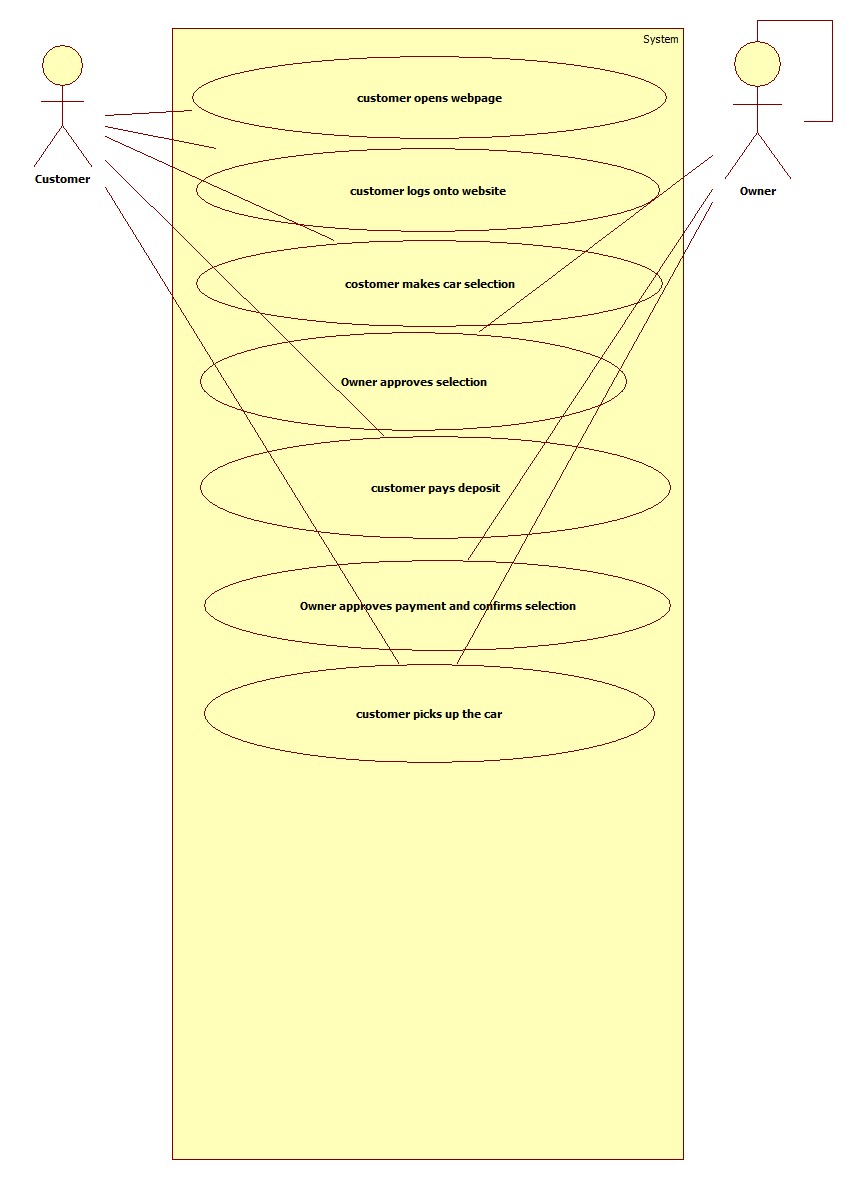 System
customer opens webpage
Customer
customer logs onto website
Owner
costomer makes car selection
Owner approves selection
customer pays deposit
Owner approves payment and confirms selection
customer picks up the car